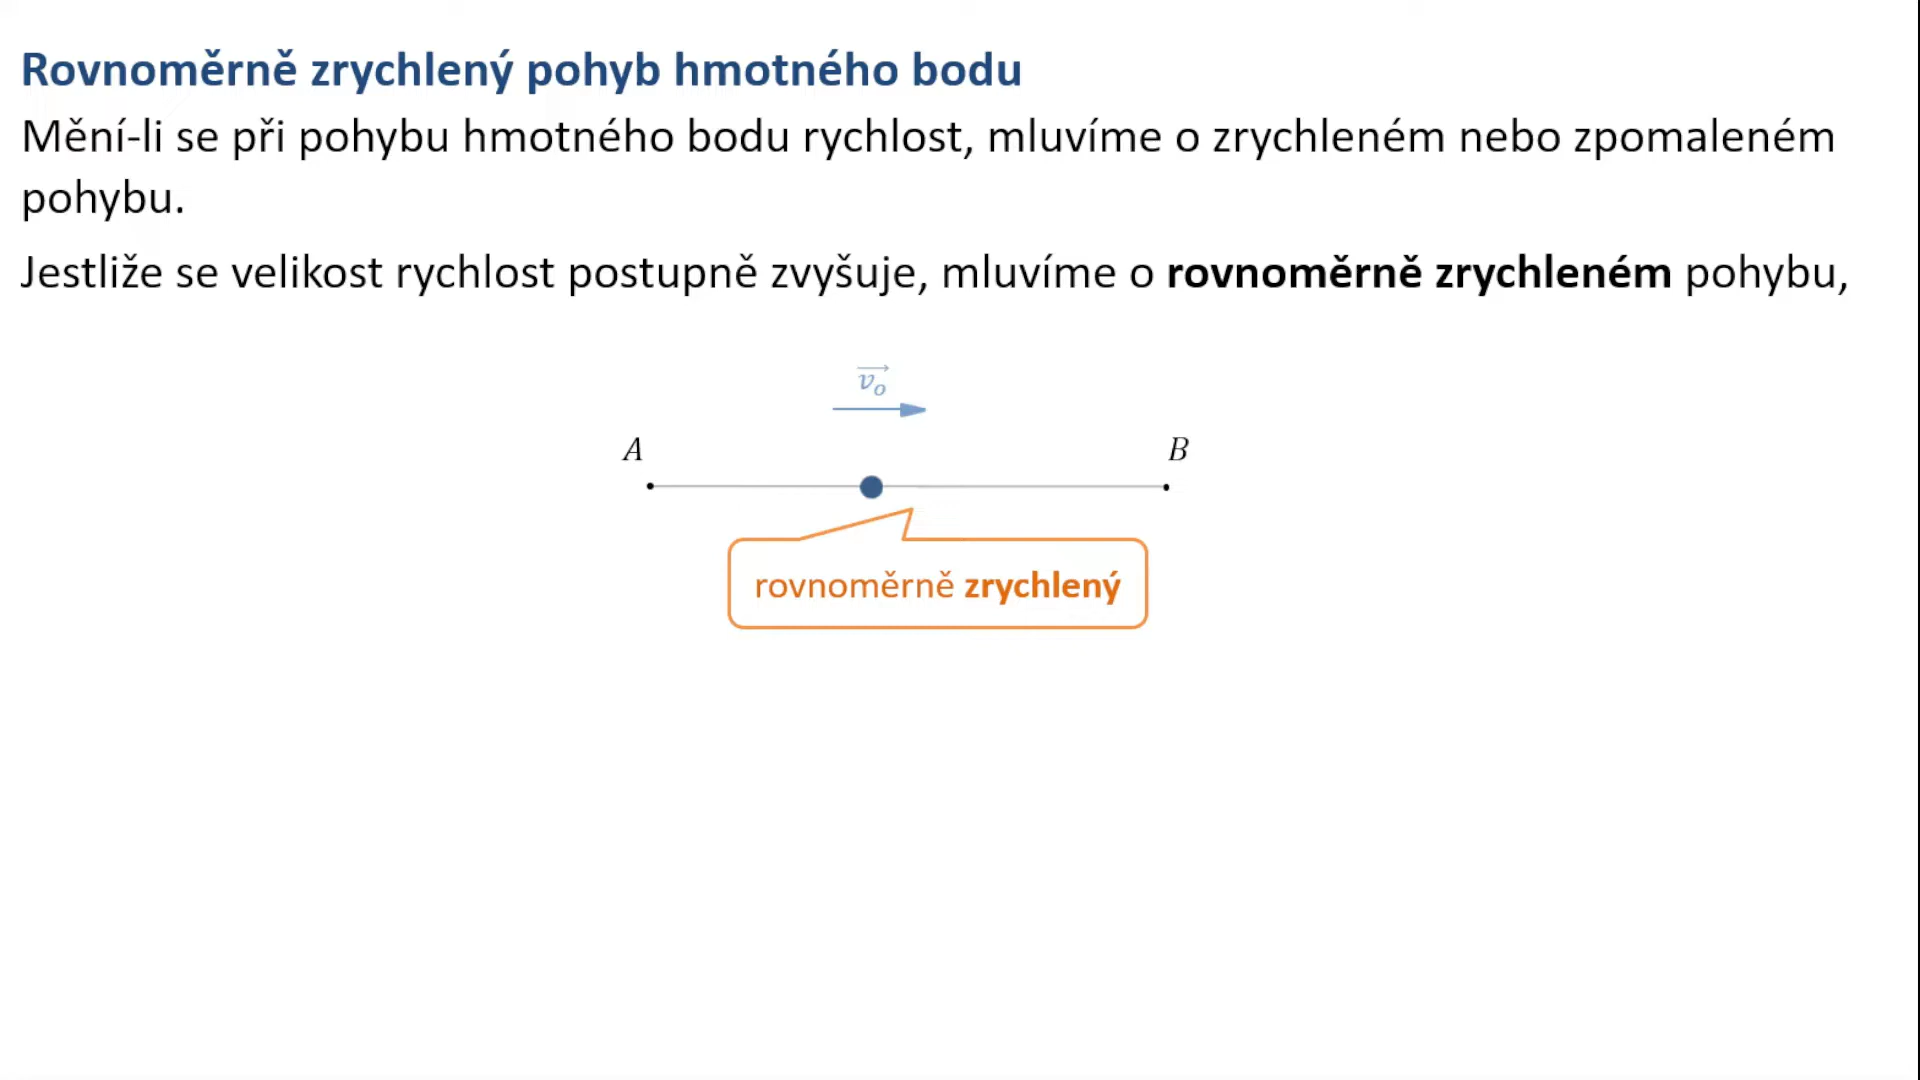 Rovnoměrně zrychlený pohyb hmotného bodu
Mění-li se při pohybu hmotného bodu rychlost, mluvíme o zrychleném nebo zpomaleném
pohybu.
Jestliže se velikost rychlost postupně zvyšuje, mluvíme o rovnoměrně zrychleném pohybu,
v⃗ₒ
A B
rovnoměrně zrychlený